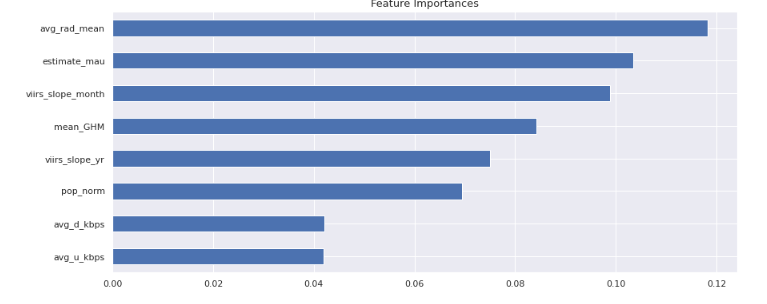 Feature Importances
avg_rad_mean
estimate_mau
viirs_slope_month
mean_GHM
viirs_slope_yr
pop_norm
avg_d_kbps
avg_u_kbps
0.00 0.02 0.04 0.06 0.08 0.10 0.12